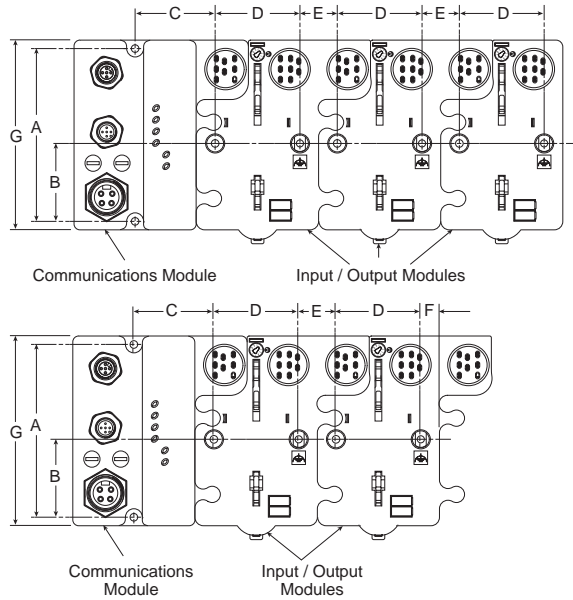 C D E D E D
G
A
B
Communications Module
Input / Output Modules
C D E D F
G
A
B
Communications
Module
Input / Output
Modules